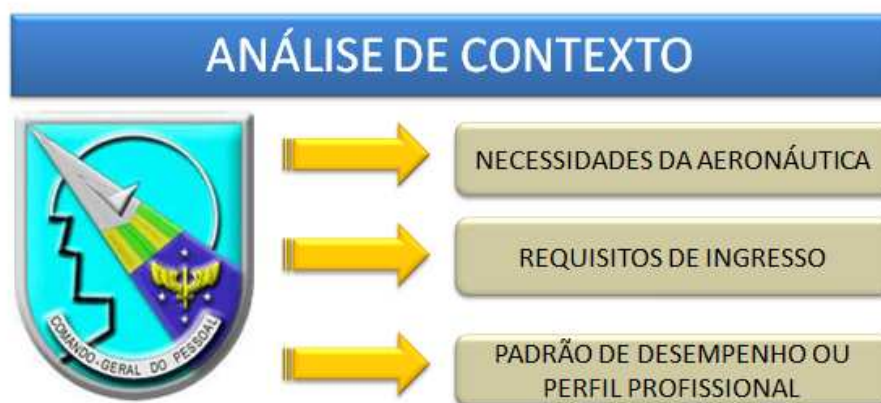 ANÁLISE DE CONTEXTO
NECESSIDADES DA AERONÁUTICA
REQUISITOS DE INGRESSO
COMANDO-GERAL DO PESSOAL
PADRÃO DE DESEMPENHO OU
PERFIL PROFISSIONAL